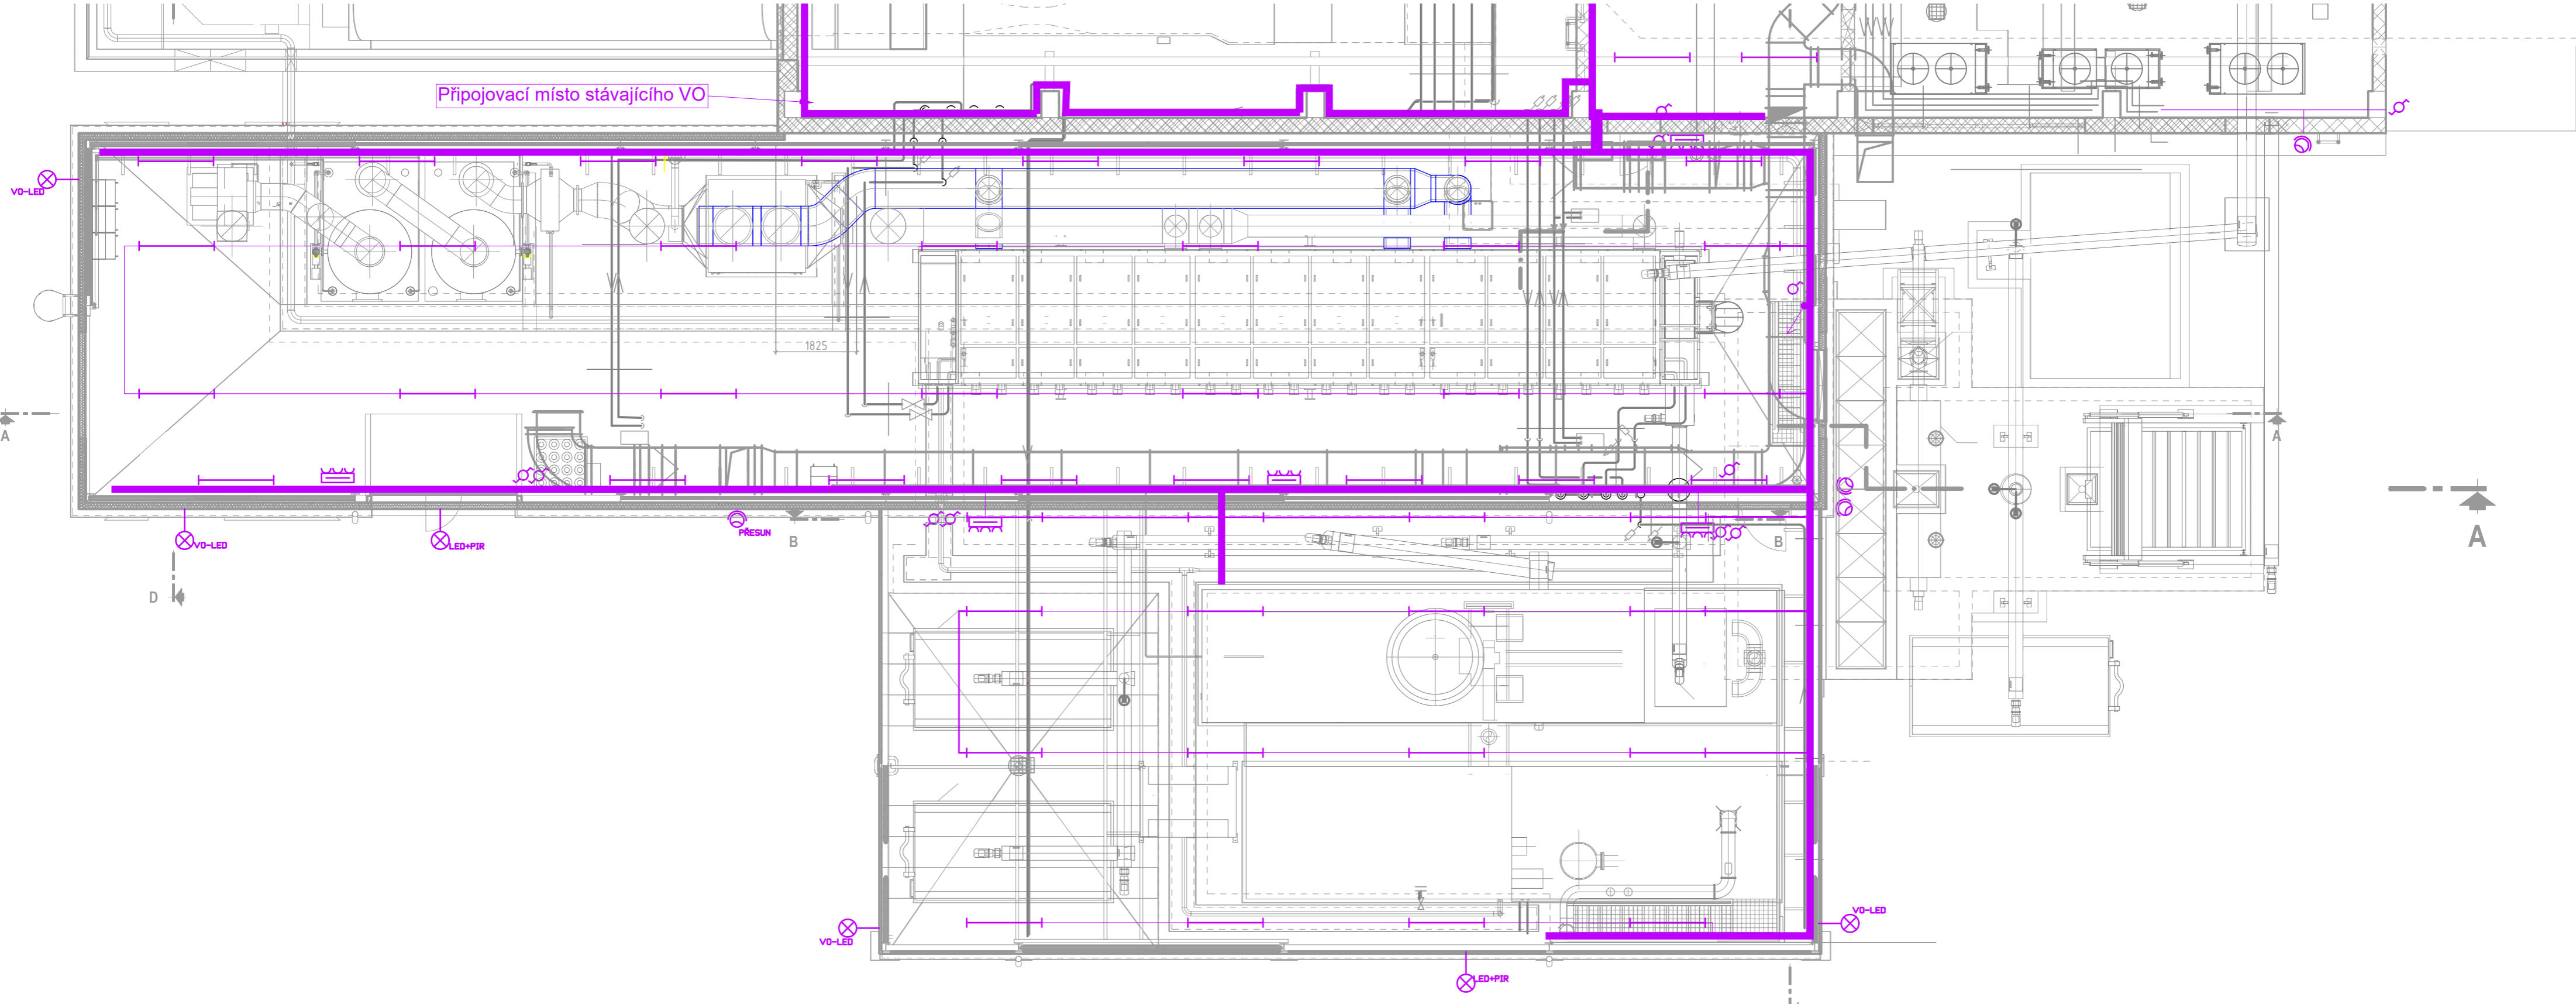 Připojovací místo stávajícího VO
VO-LED
1825
A
A
VO-LED
LED+PIR
PŘESUN
B
B
A
D
VO-LED
VO-LED
LED+PIR